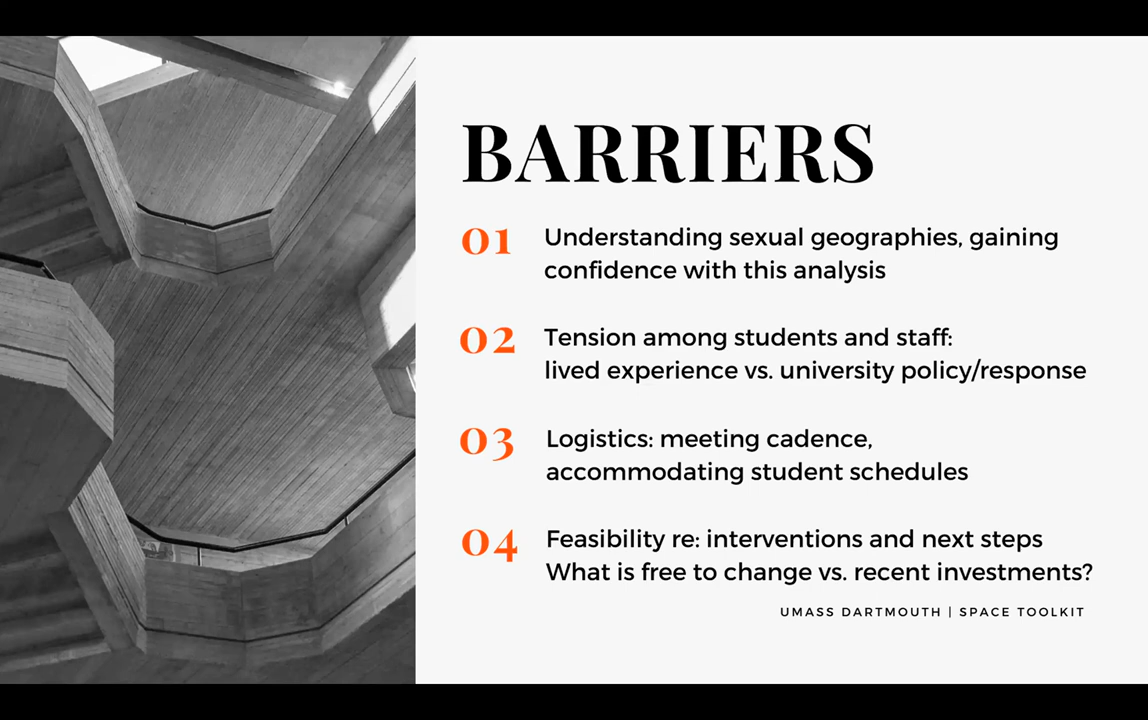 BARRIERS
01 Understanding sexual geographies, gaining
confidence with this analysis
02 Tension among students and staff:
lived experience vs. university policy/response
03 Logistics: meeting cadence,
accommodating student schedules
04 Feasibility re: interventions and next steps
What is free to change vs. recent investments?
UMASS DARTMOUTH | SPACE TOOLKIT